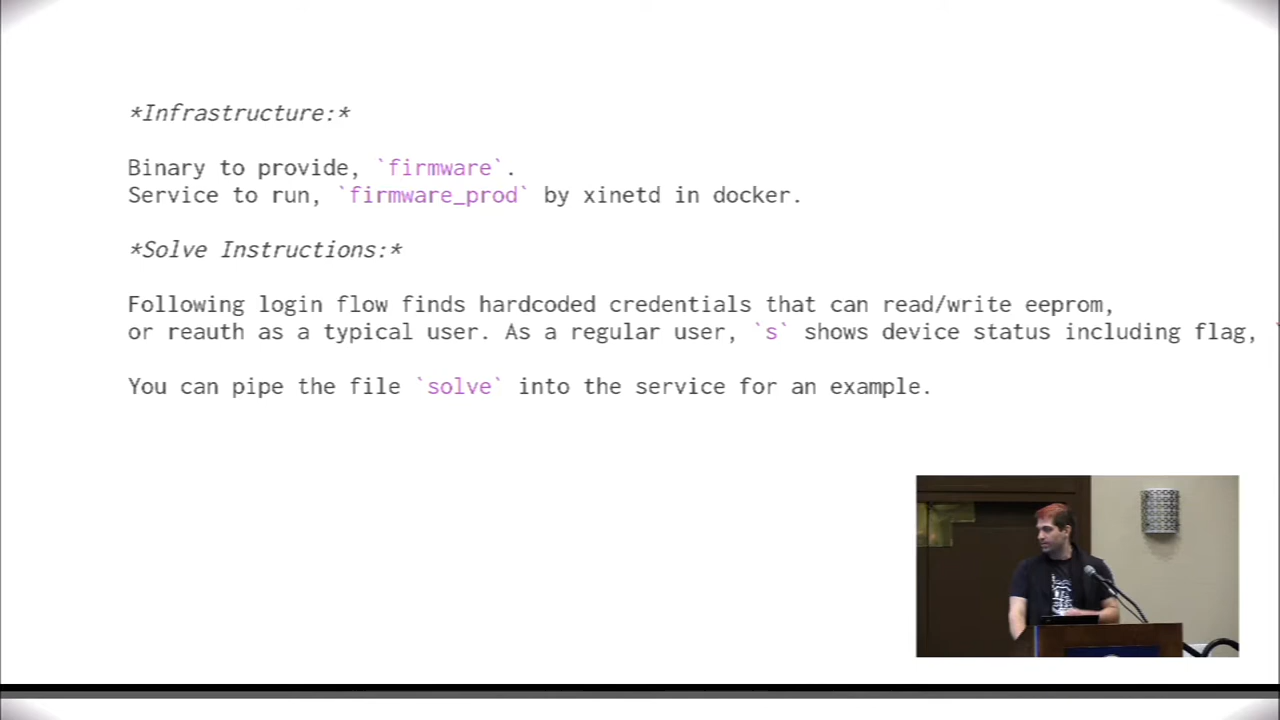 *Infrastructure:*
Binary to provide, `firmware`.
Service to run, `firmware_prod` by xinetd in docker.
*Solve Instructions:*
Following login flow finds hardcoded credentials that can read/write eeprom,
or reauth as a typical user. As a regular user, `s` shows device status including flag, `
You can pipe the file `solve` into the service for an example.